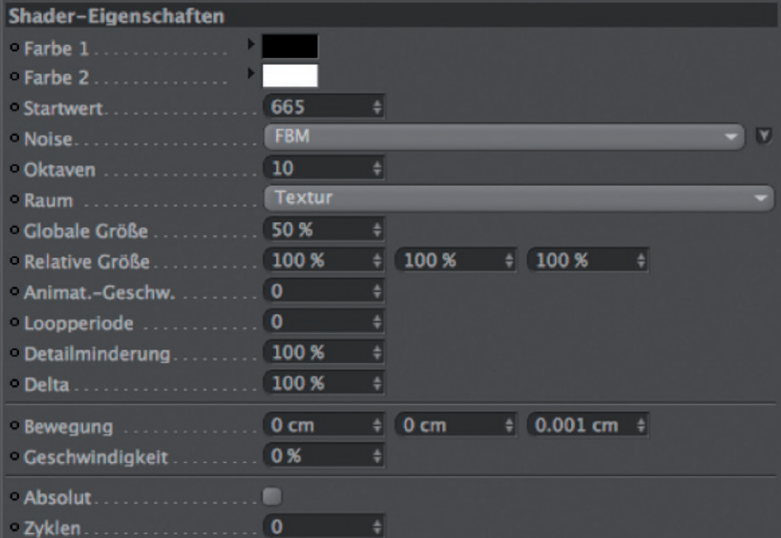 Shader-Eigenschaften
Farbe 1
Farbe 2
Startwert 665
Noise FBM
Oktaven 10
Raum Textur
Globale Größe 50 %
Relative Größe 100 % 100 % 100 %
Animat.-Geschw. 0
Loopperiode 0
Detailminderung 100 %
Delta 100 %
Bewegung 0 cm 0 cm 0.001 cm
Geschwindigkeit 0 %
Absolut
Zyklen 0